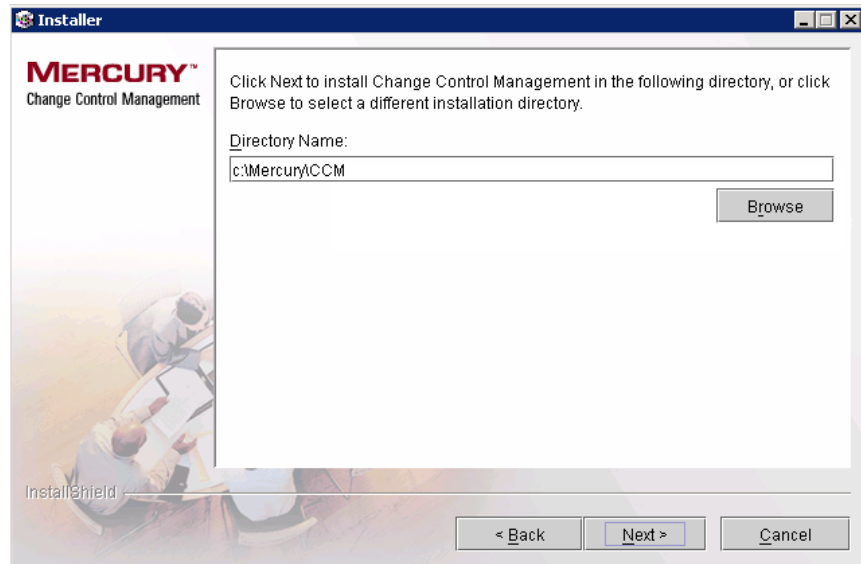 Installer
MERCURY™
Change Control Management
Click Next to install Change Control Management in the following directory, or click
Browse to select a different installation directory.
Directory Name:
c:\Mercury\CCM
Browse
InstallShield
< Back
Next >
Cancel